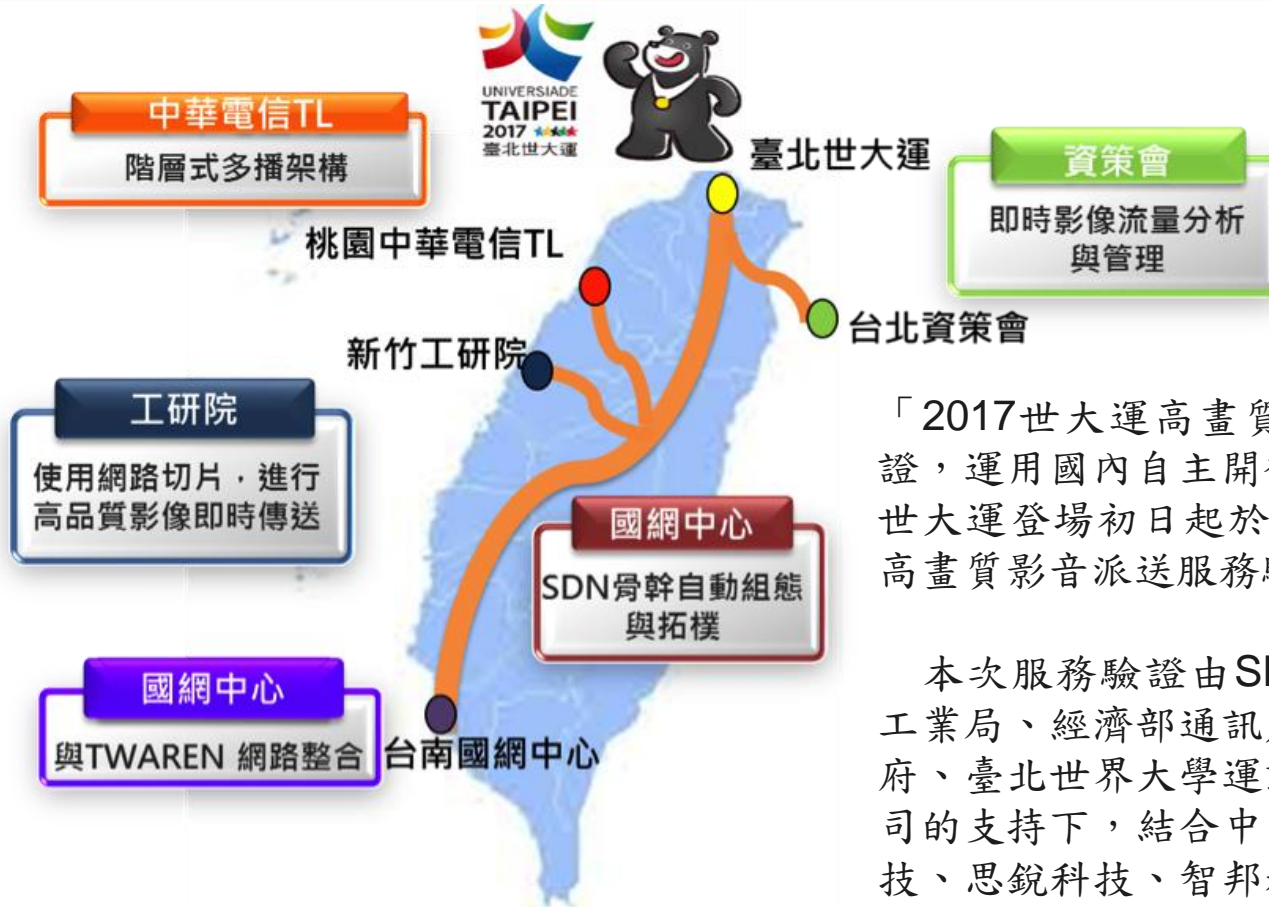 UNIVERSIADE
TAIPEI
2017
臺北世大運
中華電信TL
階層式多播架構
臺北世大運
資策會
即時影像流量分析
與管理
桃園中華電信TL
新竹工研院
台北資策會
工研院
使用網路切片，進行
高品質影像即時傳送
國網中心
SDN骨幹自動組態
與拓樸
國網中心
與TWAREN 網路整合
台南國網中心
「2017世大運高畫質
證，運用國內自主開
世大運登場初日起於
高畫質影音派送服務
本次服務驗證由S
工業局、經濟部通訊
府、臺北世界大學運
司的支持下，結合中
技、思銳科技、智邦